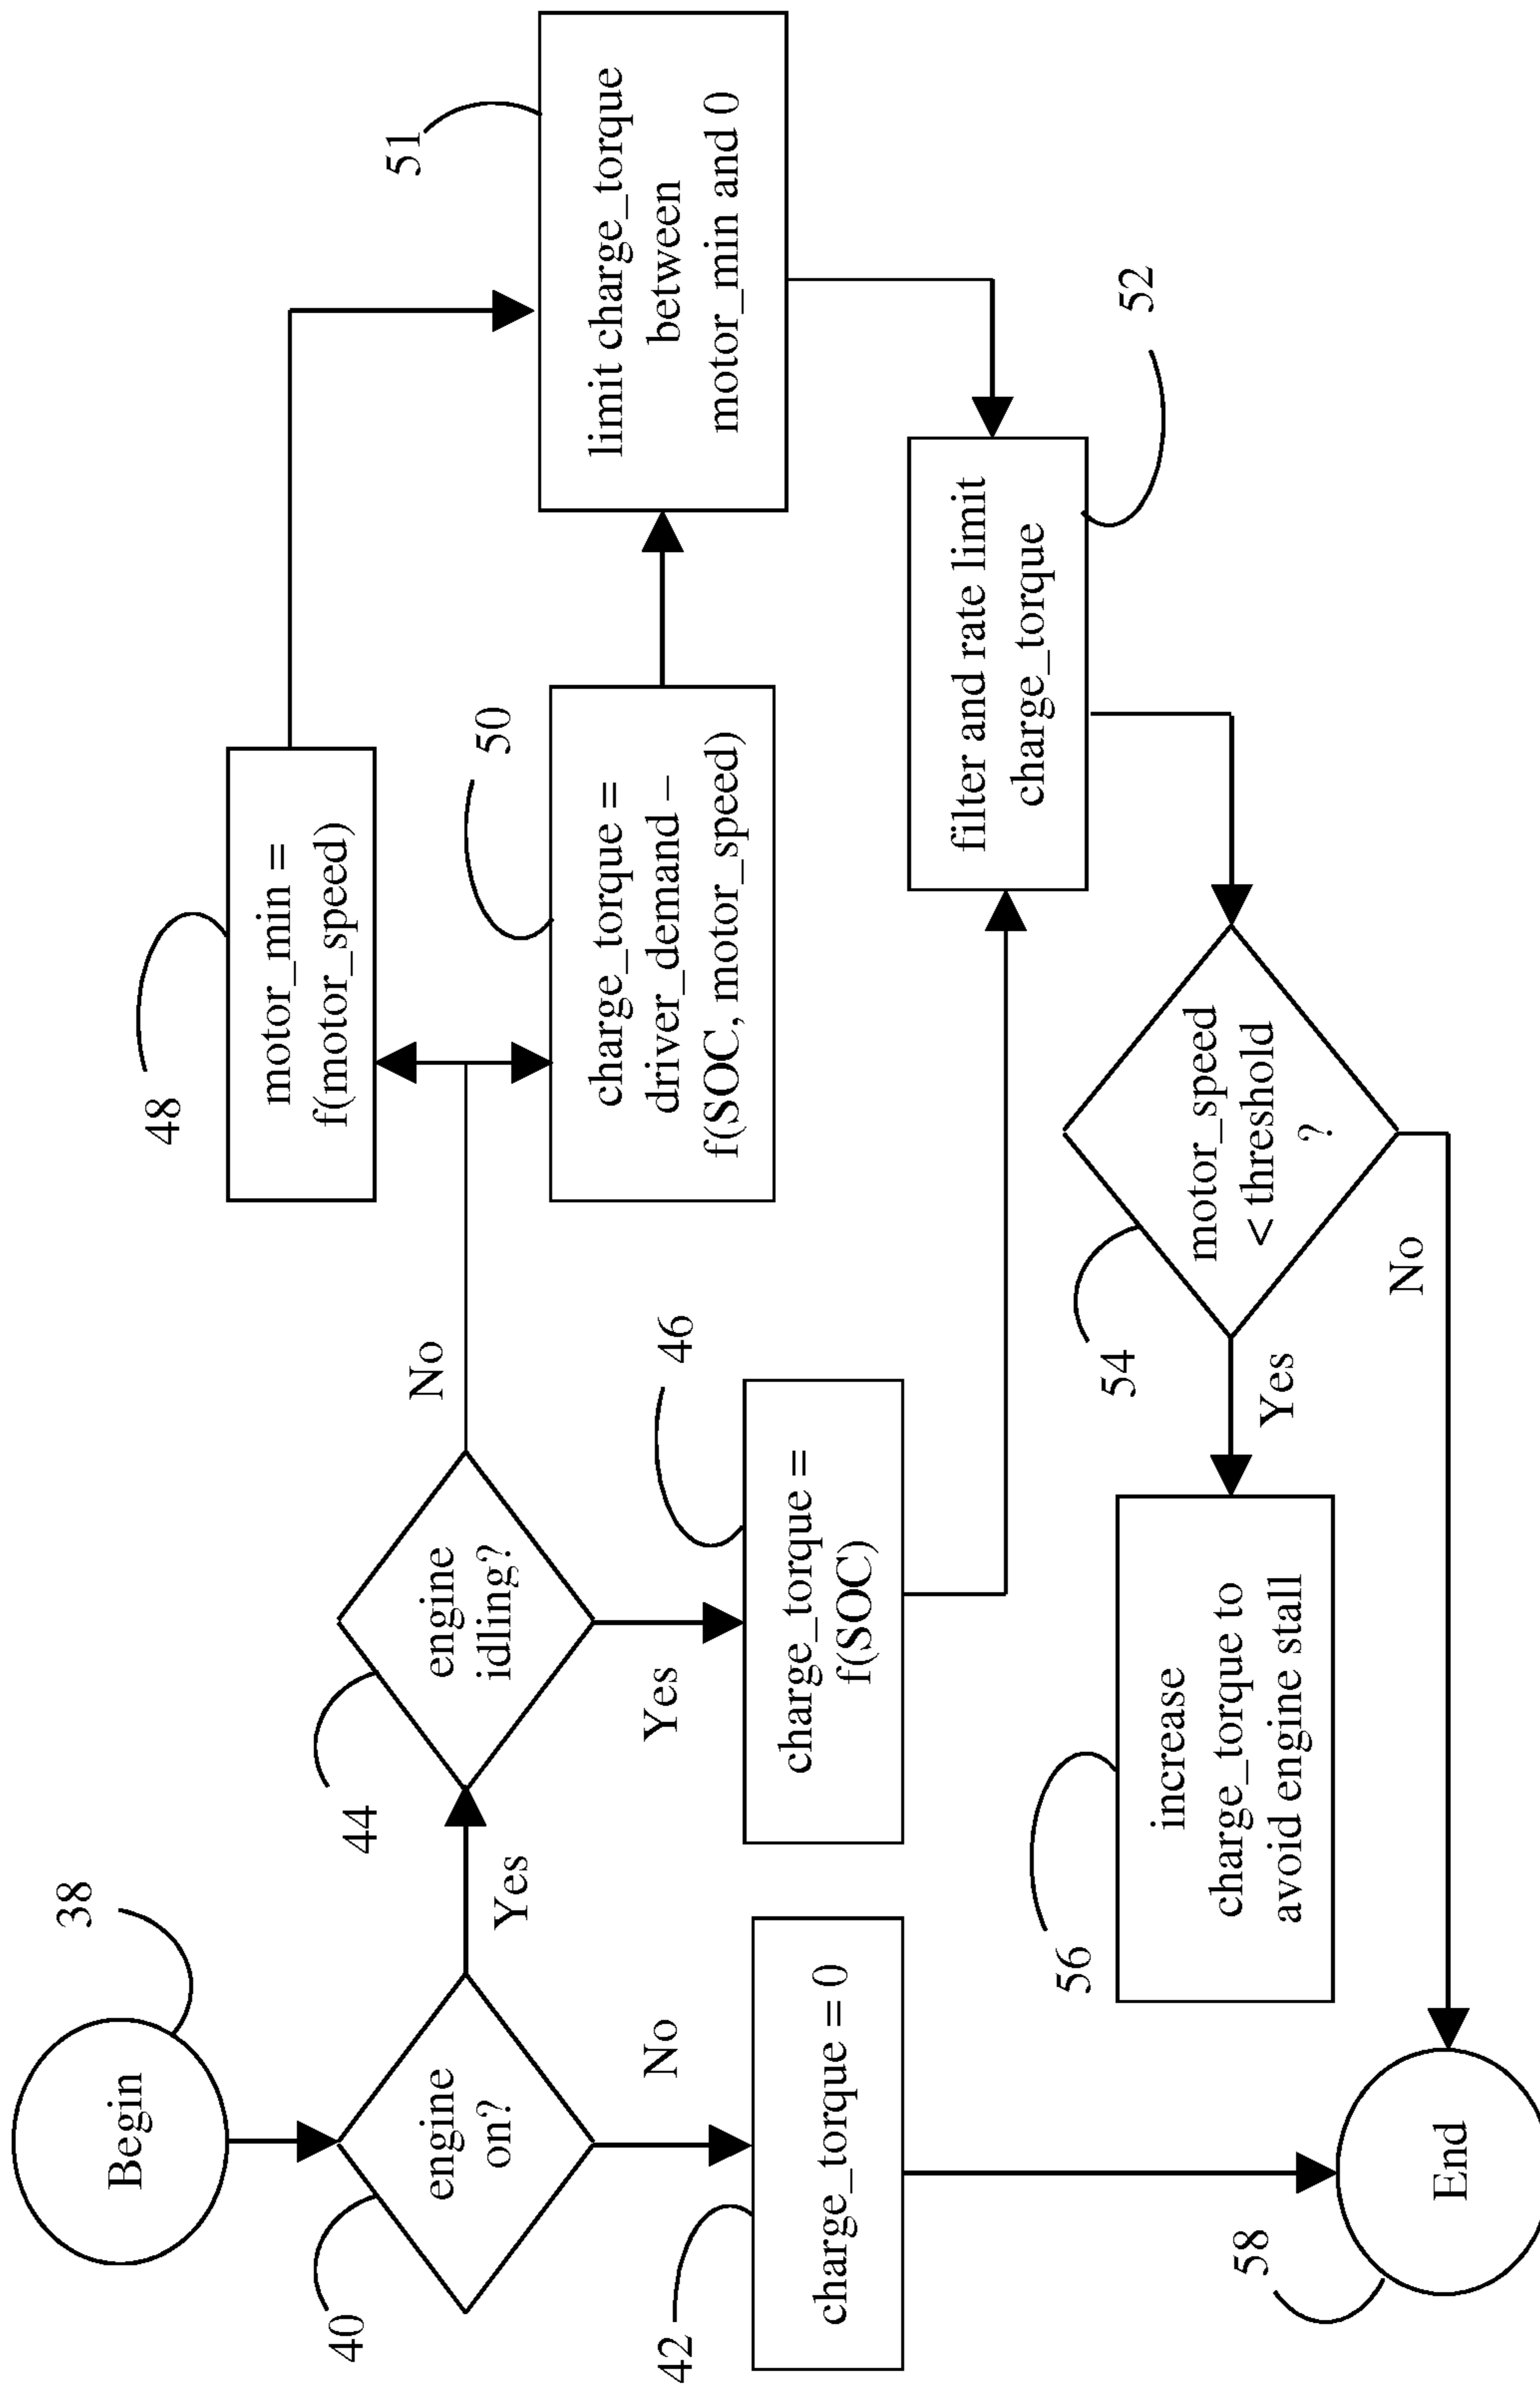 Begin
38
engine
on?
40
Yes
No
charge_torque = 0
42
engine
idling?
44
No
Yes
charge_torque =
f(SOC)
46
motor_min =
f(motor_speed)
48
charge_torque =
driver_demand –
f(SOC, motor_speed)
50
limit charge_torque
between
motor_min and 0
51
filter and rate limit
charge_torque
52
motor_speed
< threshold
?
54
Yes
No
increase
charge_torque to
avoid engine stall
56
End
58